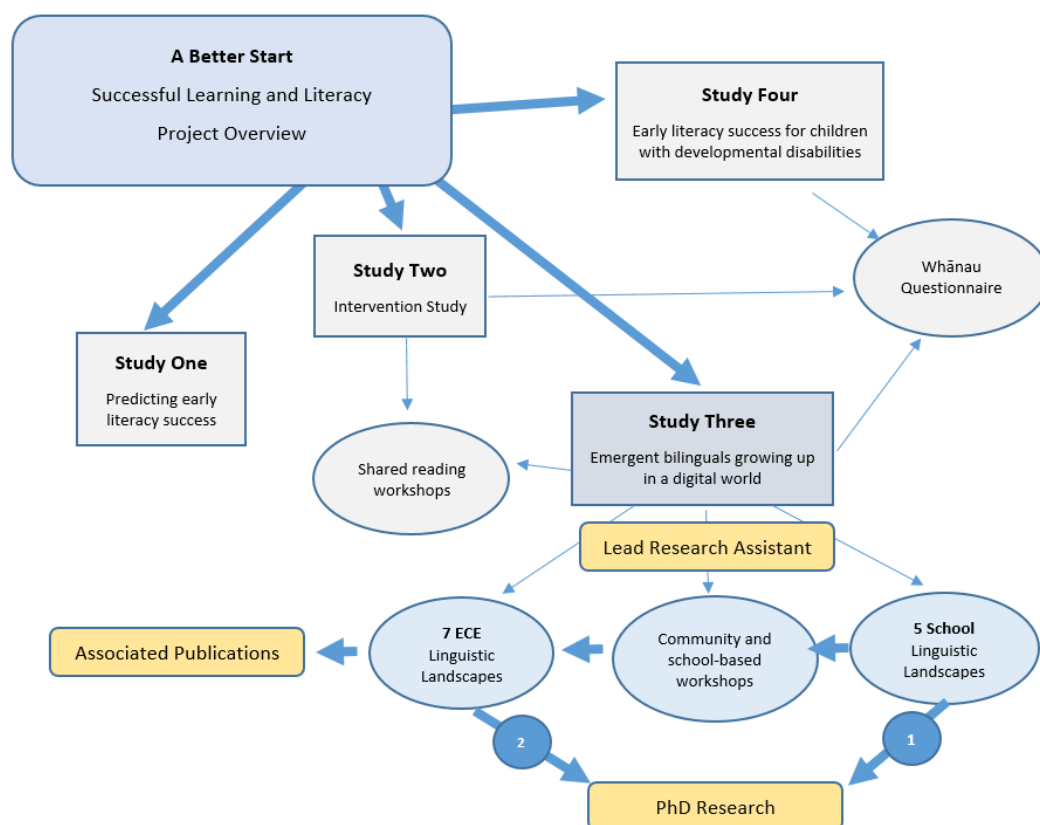 A Better Start
Successful Learning and Literacy
Project Overview
Study Four
Early literacy success for children
with developmental disabilities
Study Two
Intervention Study
Whānau
Questionnaire
Study One
Predicting early
literacy success
Study Three
Emergent bilinguals growing up
in a digital world
Shared reading
workshops
Lead Research Assistant
7 ECE
Linguistic
Landscapes
Community and
school-based
workshops
5 School
Linguistic
Landscapes
Associated Publications
2
1
PhD Research